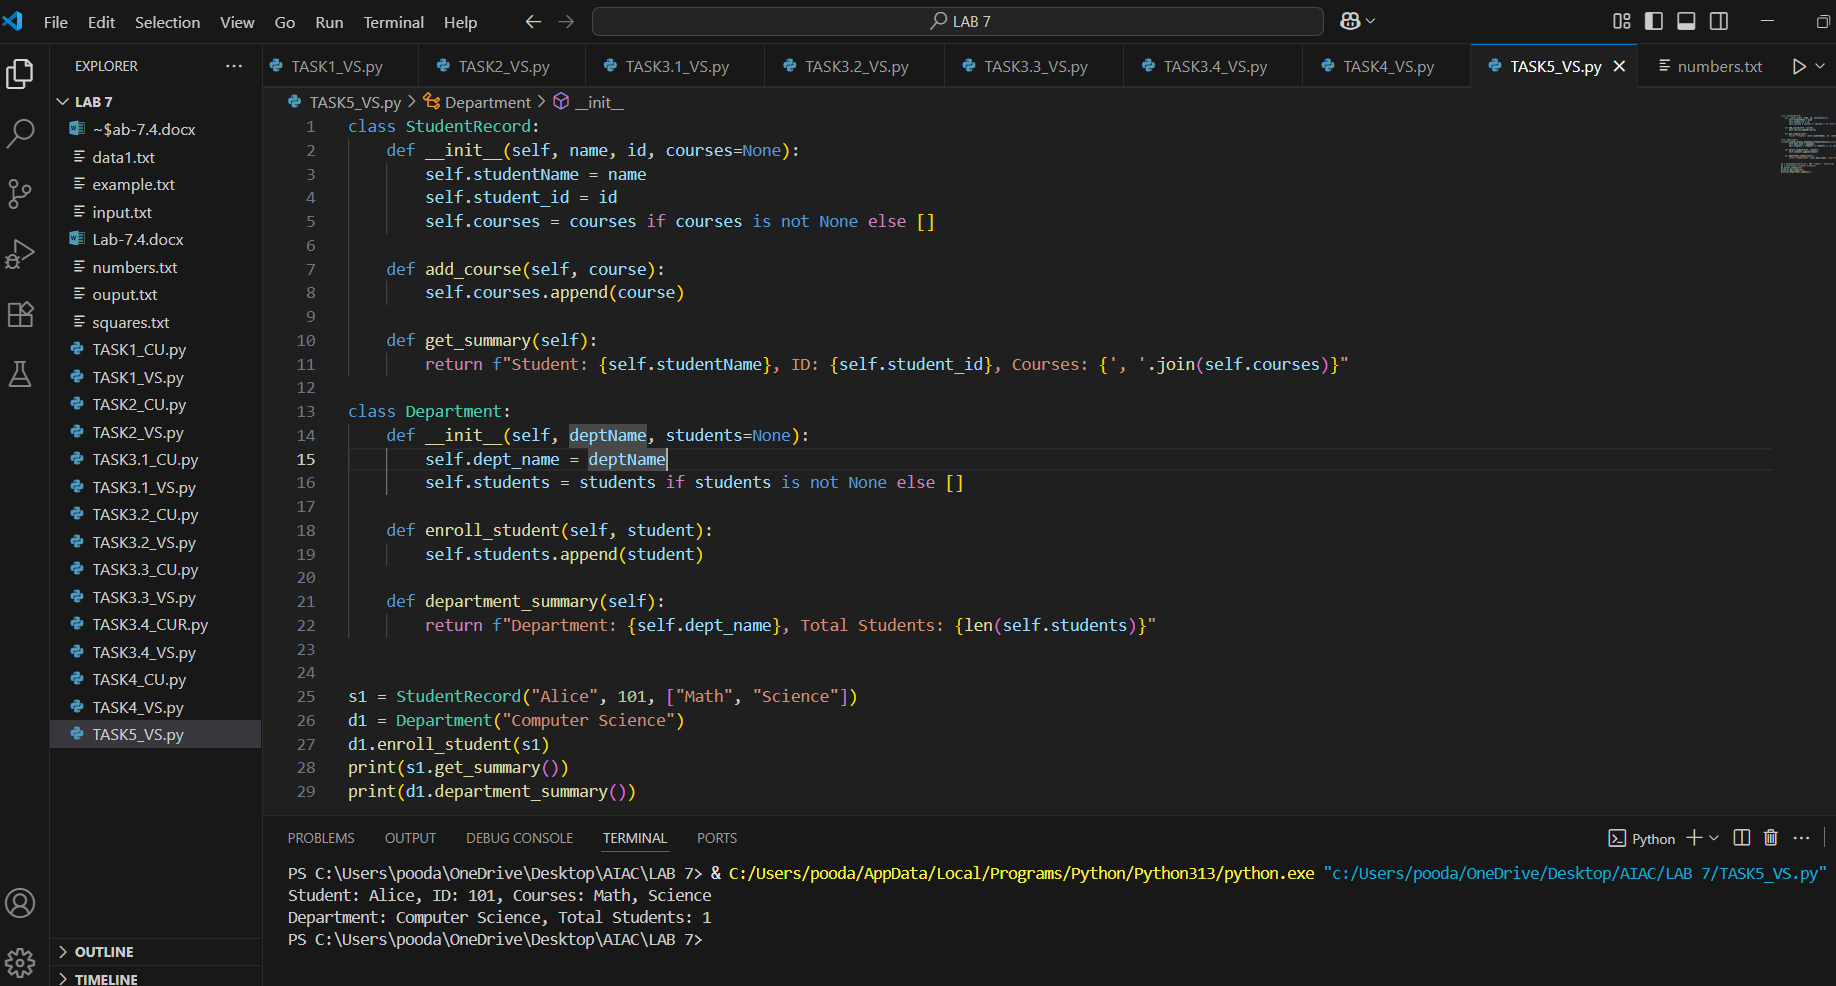 File Edit Selection View Go Run Terminal Help LAB 7
EXPLORER
LAB 7
~$ab-7.4.docx
data1.txt
example.txt
input.txt
Lab-7.4.docx
numbers.txt
ouput.txt
squares.txt
TASK1_CU.py
TASK1_VS.py
TASK2_CU.py
TASK2_VS.py
TASK3.1_CU.py
TASK3.1_VS.py
TASK3.2_CU.py
TASK3.2_VS.py
TASK3.3_CU.py
TASK3.3_VS.py
TASK3.4_CUR.py
TASK3.4_VS.py
TASK4_CU.py
TASK4_VS.py
TASK5_VS.py
OUTLINE
TIMELINE
TASK1_VS.py TASK2_VS.py TASK3.1_VS.py TASK3.2_VS.py TASK3.3_VS.py TASK3.4_VS.py TASK4_VS.py TASK5_VS.py numbers.txt
TASK5_VS.py > Department > __init__
1 class StudentRecord:
2     def __init__(self, name, id, courses=None):
3         self.studentName = name
4         self.student_id = id
5         self.courses = courses if courses is not None else []
6
7     def add_course(self, course):
8         self.courses.append(course)
9
10     def get_summary(self):
11         return f"Student: {self.studentName}, ID: {self.student_id}, Courses: {', '.join(self.courses)}"
12
13 class Department:
14     def __init__(self, deptName, students=None):
15         self.dept_name = deptName
16         self.students = students if students is not None else []
17
18     def enroll_student(self, student):
19         self.students.append(student)
20
21     def department_summary(self):
22         return f"Department: {self.dept_name}, Total Students: {len(self.students)}"
23
24
25 s1 = StudentRecord("Alice", 101, ["Math", "Science"])
26 d1 = Department("Computer Science")
27 d1.enroll_student(s1)
28 print(s1.get_summary())
29 print(d1.department_summary())
PROBLEMS OUTPUT DEBUG CONSOLE TERMINAL PORTS Python
PS C:\Users\pooda\OneDrive\Desktop\AIAC\LAB 7> & C:/Users/pooda/AppData/Local/Programs/Python/Python313/python.exe "c:/Users/pooda/OneDrive/Desktop/AIAC/LAB 7/TASK5_VS.py"
Student: Alice, ID: 101, Courses: Math, Science
Department: Computer Science, Total Students: 1
PS C:\Users\pooda\OneDrive\Desktop\AIAC\LAB 7>